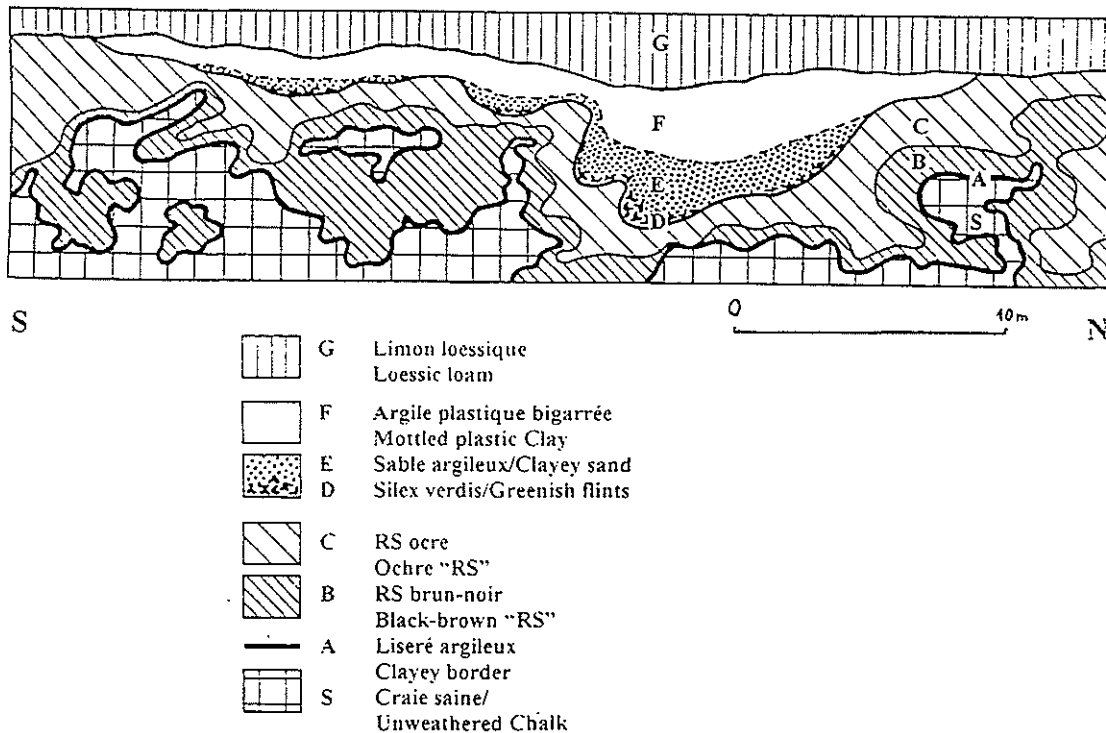 G
F
C
B
E
A
S
D
S
0
10m
N
G Limon loessique
Loessic loam
F Argile plastique bigarrée
Mottled plastic Clay
E Sable argileux/Clayey sand
D Silex verdis/Greenish flints
C RS ocre
Ochre “RS”
B RS brun-noir
Black-brown “RS”
A Liseré argileux
Clayey border
S Craie saine/
Unweathered Chalk